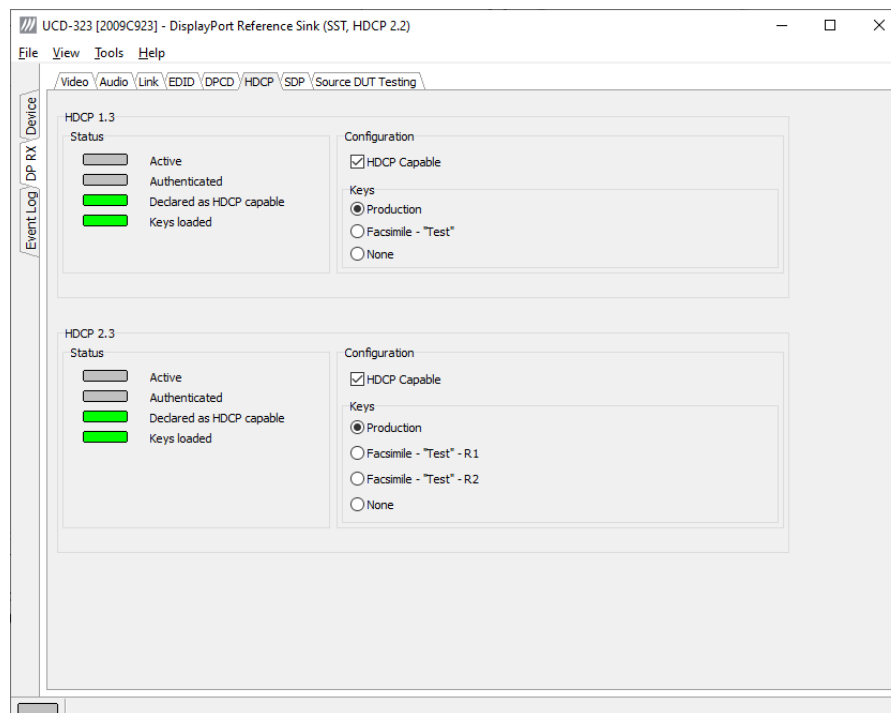 UCD-323 [2009C923] - DisplayPort Reference Sink (SST, HDCP 2.2)
File View Tools Help
Video Audio Link EDID DPCD HDCP SDP Source DUT Testing
Device
DP RX
Event Log
HDCP 1.3
Status
Active
Authenticated
Declared as HDCP capable
Keys loaded
Configuration
HDCP Capable
Keys
Production
Facsimile - "Test"
None
HDCP 2.3
Status
Active
Authenticated
Declared as HDCP capable
Keys loaded
Configuration
HDCP Capable
Keys
Production
Facsimile - "Test" - R1
Facsimile - "Test" - R2
None